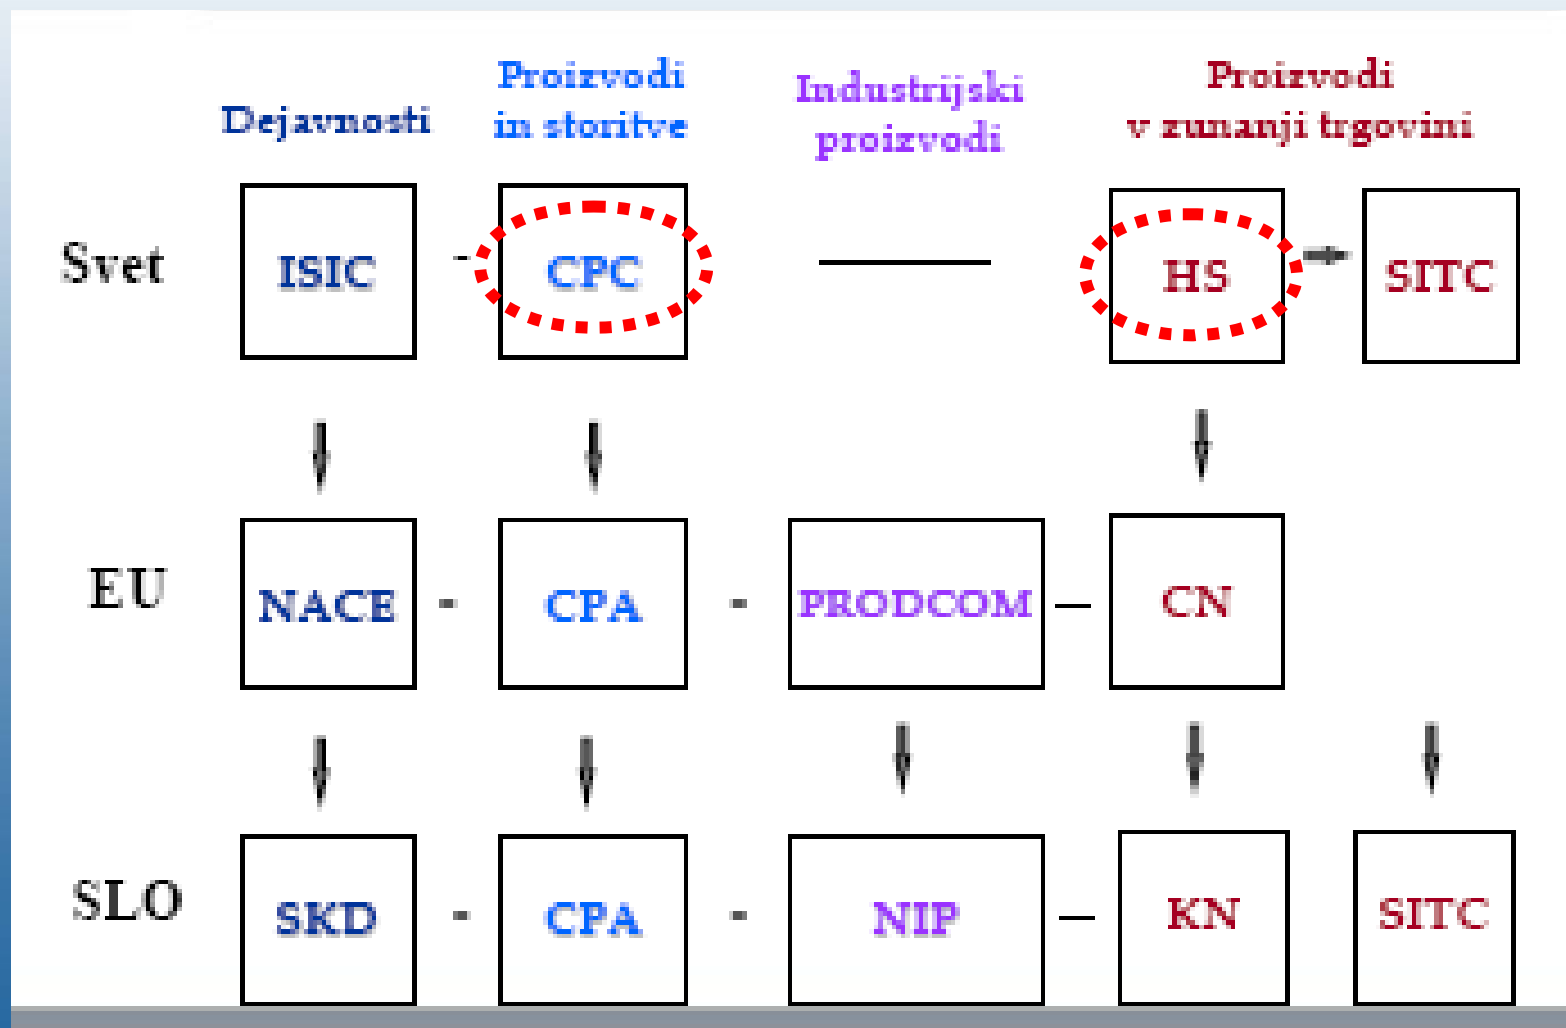 Dejavnosti
Proizvodi
in storitve
Industrijski
proizvodi
Proizvodi
v zunanji trgovini
Svet
ISIC
-
CPC
HS
SITC
EU
NACE
-
CPA
-
PRODCOM
–
CN
SLO
SKD
-
CPA
-
NIP
–
KN
SITC